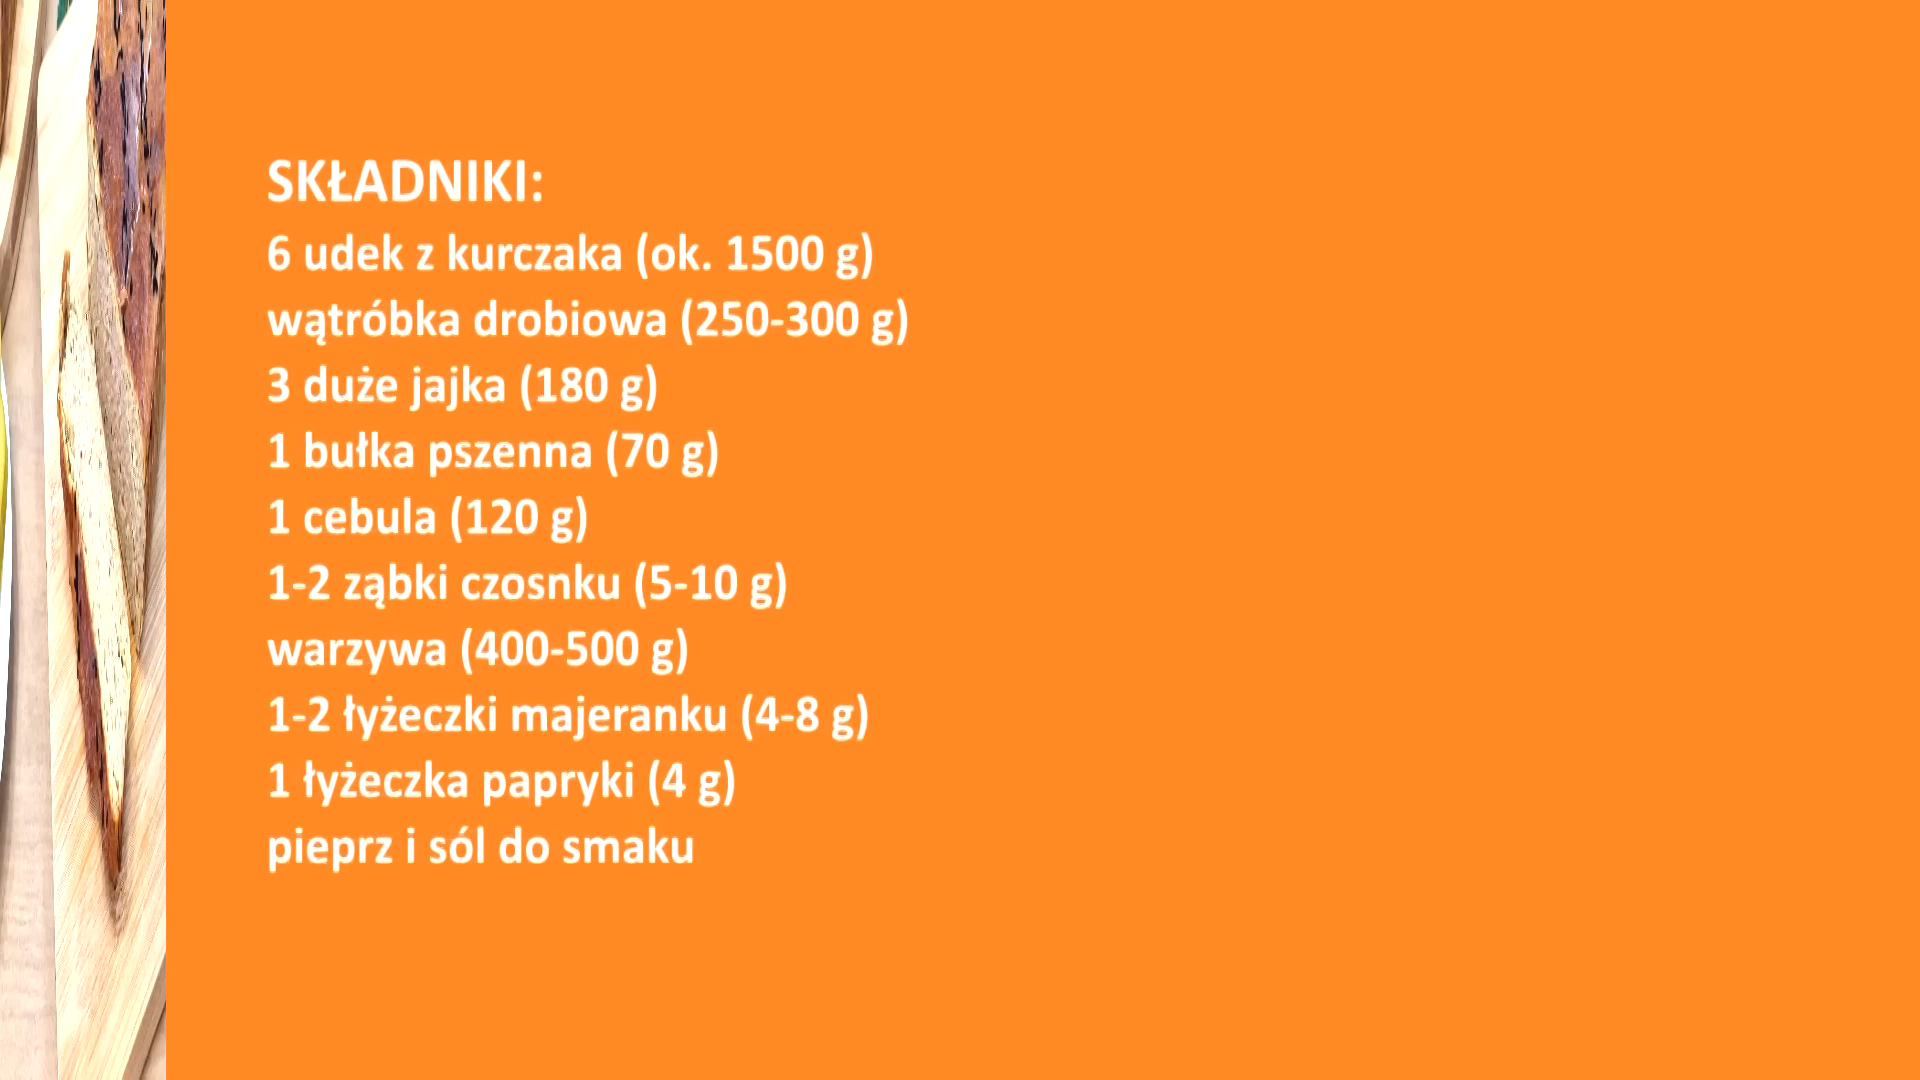 SKŁADNIKI:
6 udek z kurczaka (ok. 1500 g)
wątróbka drobiowa (250-300 g)
3 duże jajka (180 g)
1 bułka pszenna (70 g)
1 cebula (120 g)
1-2 ząbki czosnku (5-10 g)
warzywa (400-500 g)
1-2 łyżeczki majeranku (4-8 g)
1 łyżeczka papryki (4 g)
pieprz i sól do smaku